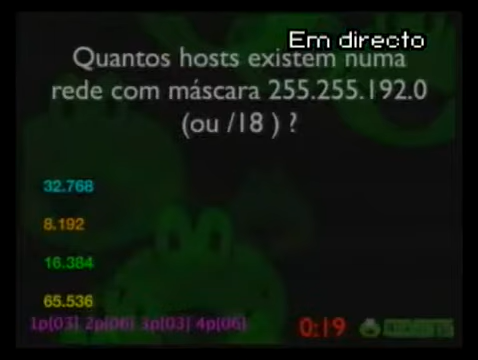 Em directo
Quantos hosts existem numa
rede com máscara 255.255.192.0
(ou /18 ) ?
32.768
8.192
16.384
65.536
1p[03] 2p[06] 3p[03] 4p[06]
0:19